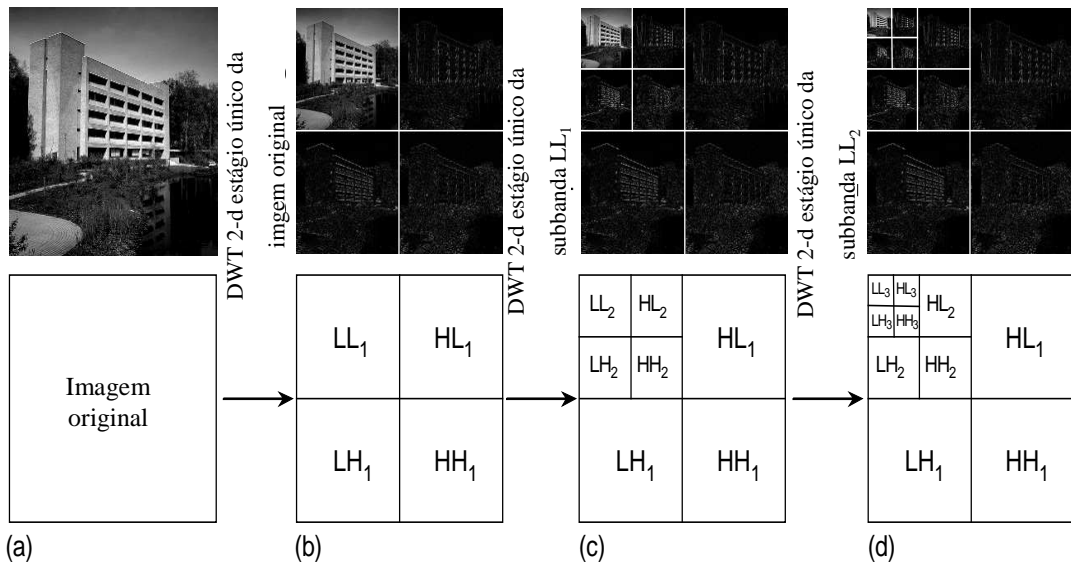 DWT 2-d estágio único da
imgem original
DWT 2-d estágio único da
subbanda LL₁
DWT 2-d estágio único da
subbanda LL₂
Imagem
original
LL₁ HL₁
LH₁ HH₁
LL₂ HL₂
LH₂ HH₂
HL₁
LH₁ HH₁
LL₃ HL₃
LH₃ HH₃
HL₂
LH₂ HH₂
HL₁
LH₁ HH₁
(a)
(b)
(c)
(d)